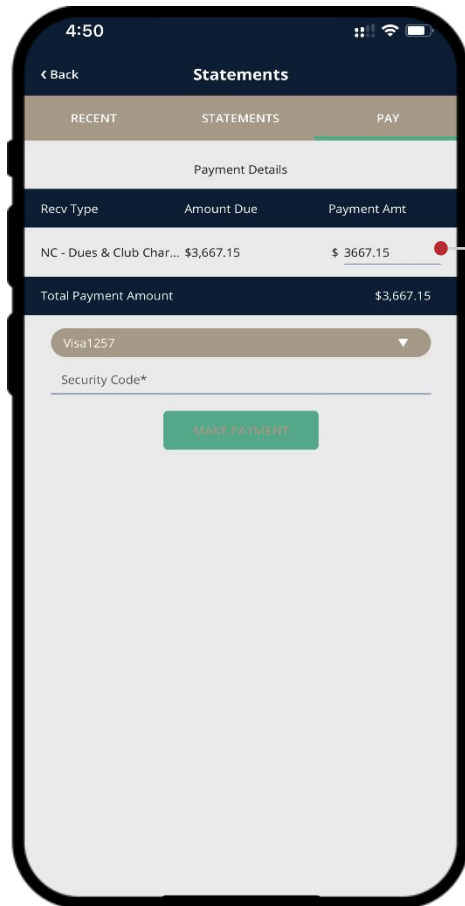 4:50
< Back Statements
RECENT STATEMENTS PAY
Payment Details
Recv Type Amount Due Payment Amt
NC - Dues & Club Char... $3,667.15 $ 3667.15
Total Payment Amount $3,667.15
Visa1257
Security Code*
MAKE PAYMENT